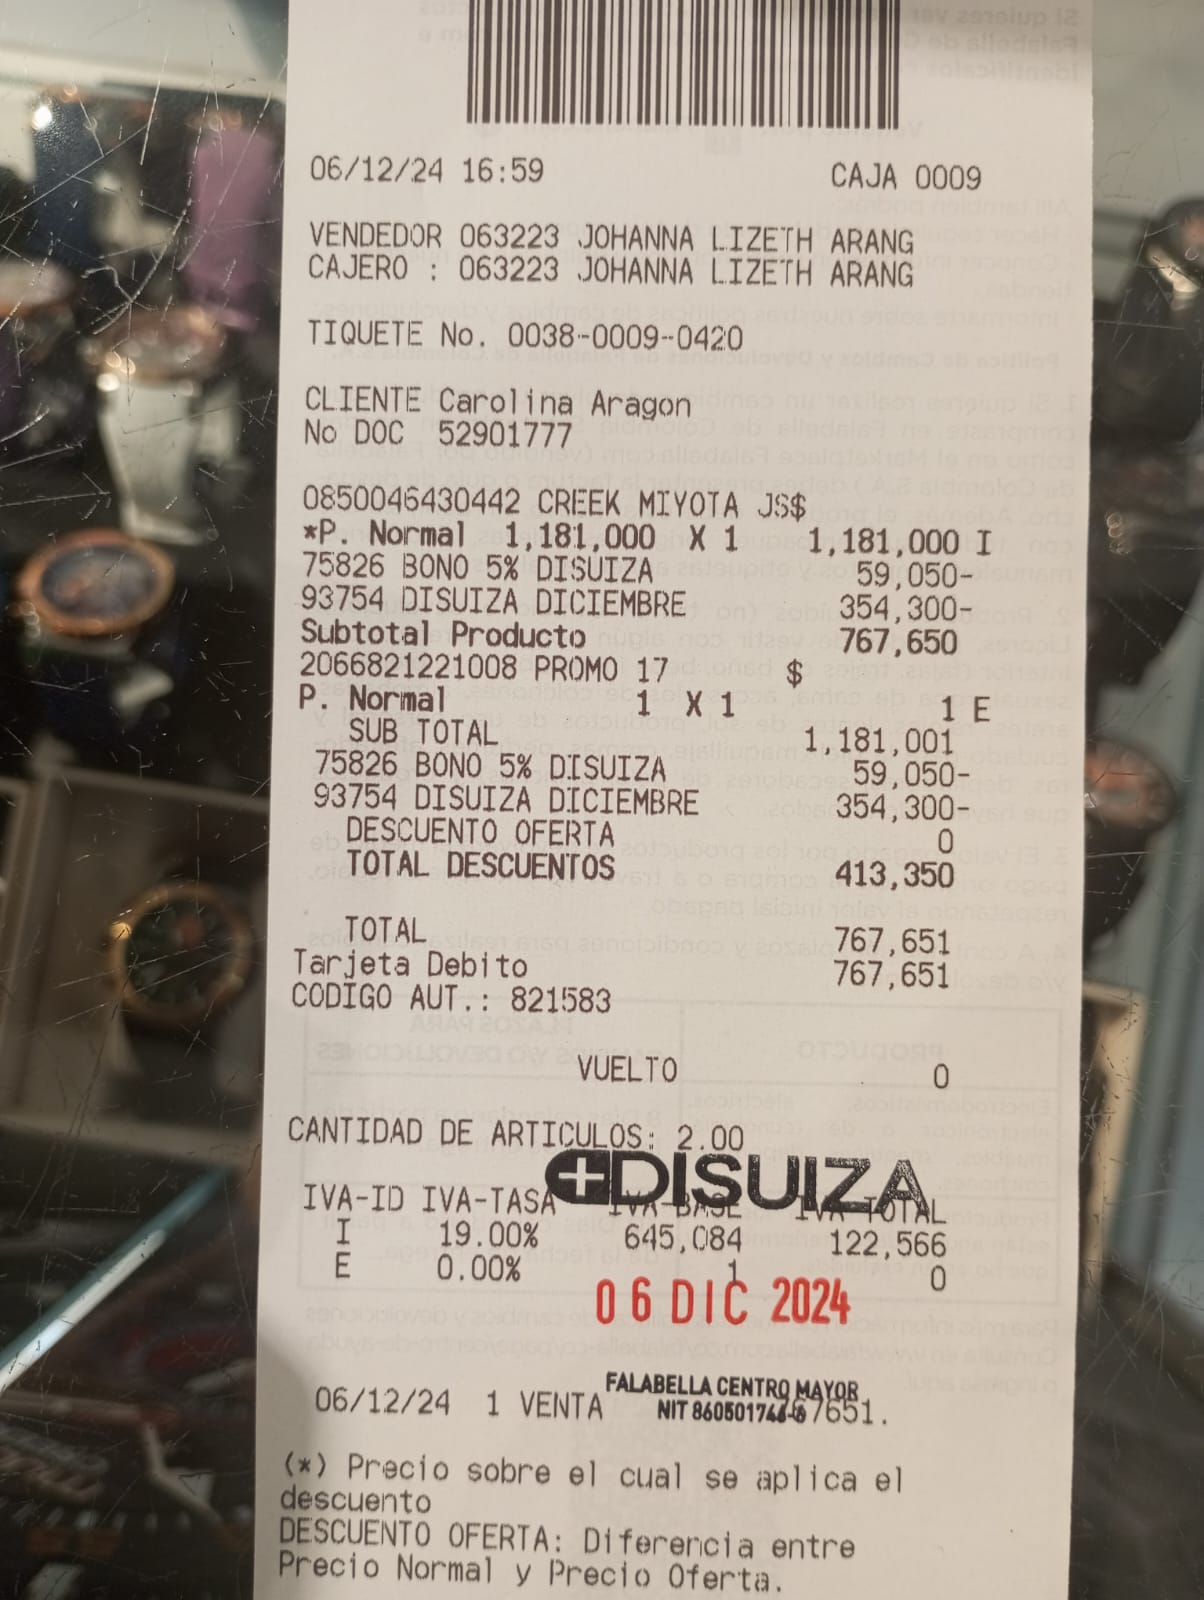 06/12/24 16:59 CAJA 0009
VENDEDOR 063223 JOHANNA LIZETH ARANG
CAJERO : 063223 JOHANNA LIZETH ARANG
TIQUETE No. 0038-0009-0420
CLIENTE Carolina Aragon
No DOC 52901777
0850046430442 CREEK MIYOTA JS$
*P. Normal 1,181,000 X 1 1,181,000 I
75826 BONO 5% DISUIZA 59,050-
93754 DISUIZA DICIEMBRE 354,300-
Subtotal Producto 767,650
2066821221008 PROMO 17 $
P. Normal 1 X 1 1 E
SUB TOTAL 1,181,001
75826 BONO 5% DISUIZA 59,050-
93754 DISUIZA DICIEMBRE 354,300-
DESCUENTO OFERTA 0
TOTAL DESCUENTOS 413,350
TOTAL 767,651
Tarjeta Debito 767,651
CODIGO AUT.: 821583
VUELTO 0
CANTIDAD DE ARTICULOS: 2.00
DISUIZA
IVA-ID IVA-TASA IVA-BASE IVA TOTAL
I 19.00% 645,084 122,566
E 0.00% 1 0
06 DIC 2024
FALABELLA CENTRO MAYOR
06/12/24 1 VENTA
NIT
(*) Precio sobre el cual se aplica el
descuento
DESCUENTO OFERTA: Diferencia entre
Precio Normal y Precio Oferta.